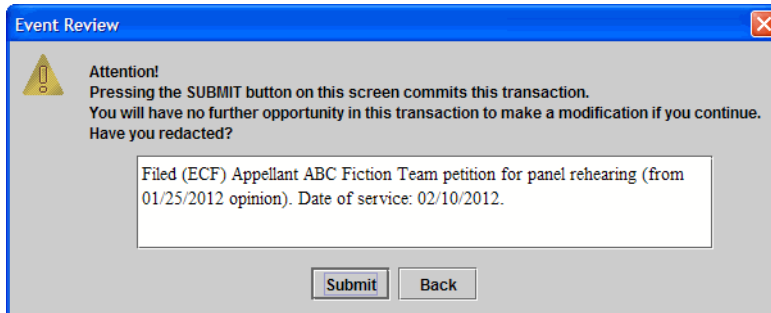 Event Review
Attention!
Pressing the SUBMIT button on this screen commits this transaction.
You will have no further opportunity in this transaction to make a modification if you continue.
Have you redacted?
Filed (ECF) Appellant ABC Fiction Team petition for panel rehearing (from
01/25/2012 opinion). Date of service: 02/10/2012.
Submit
Back